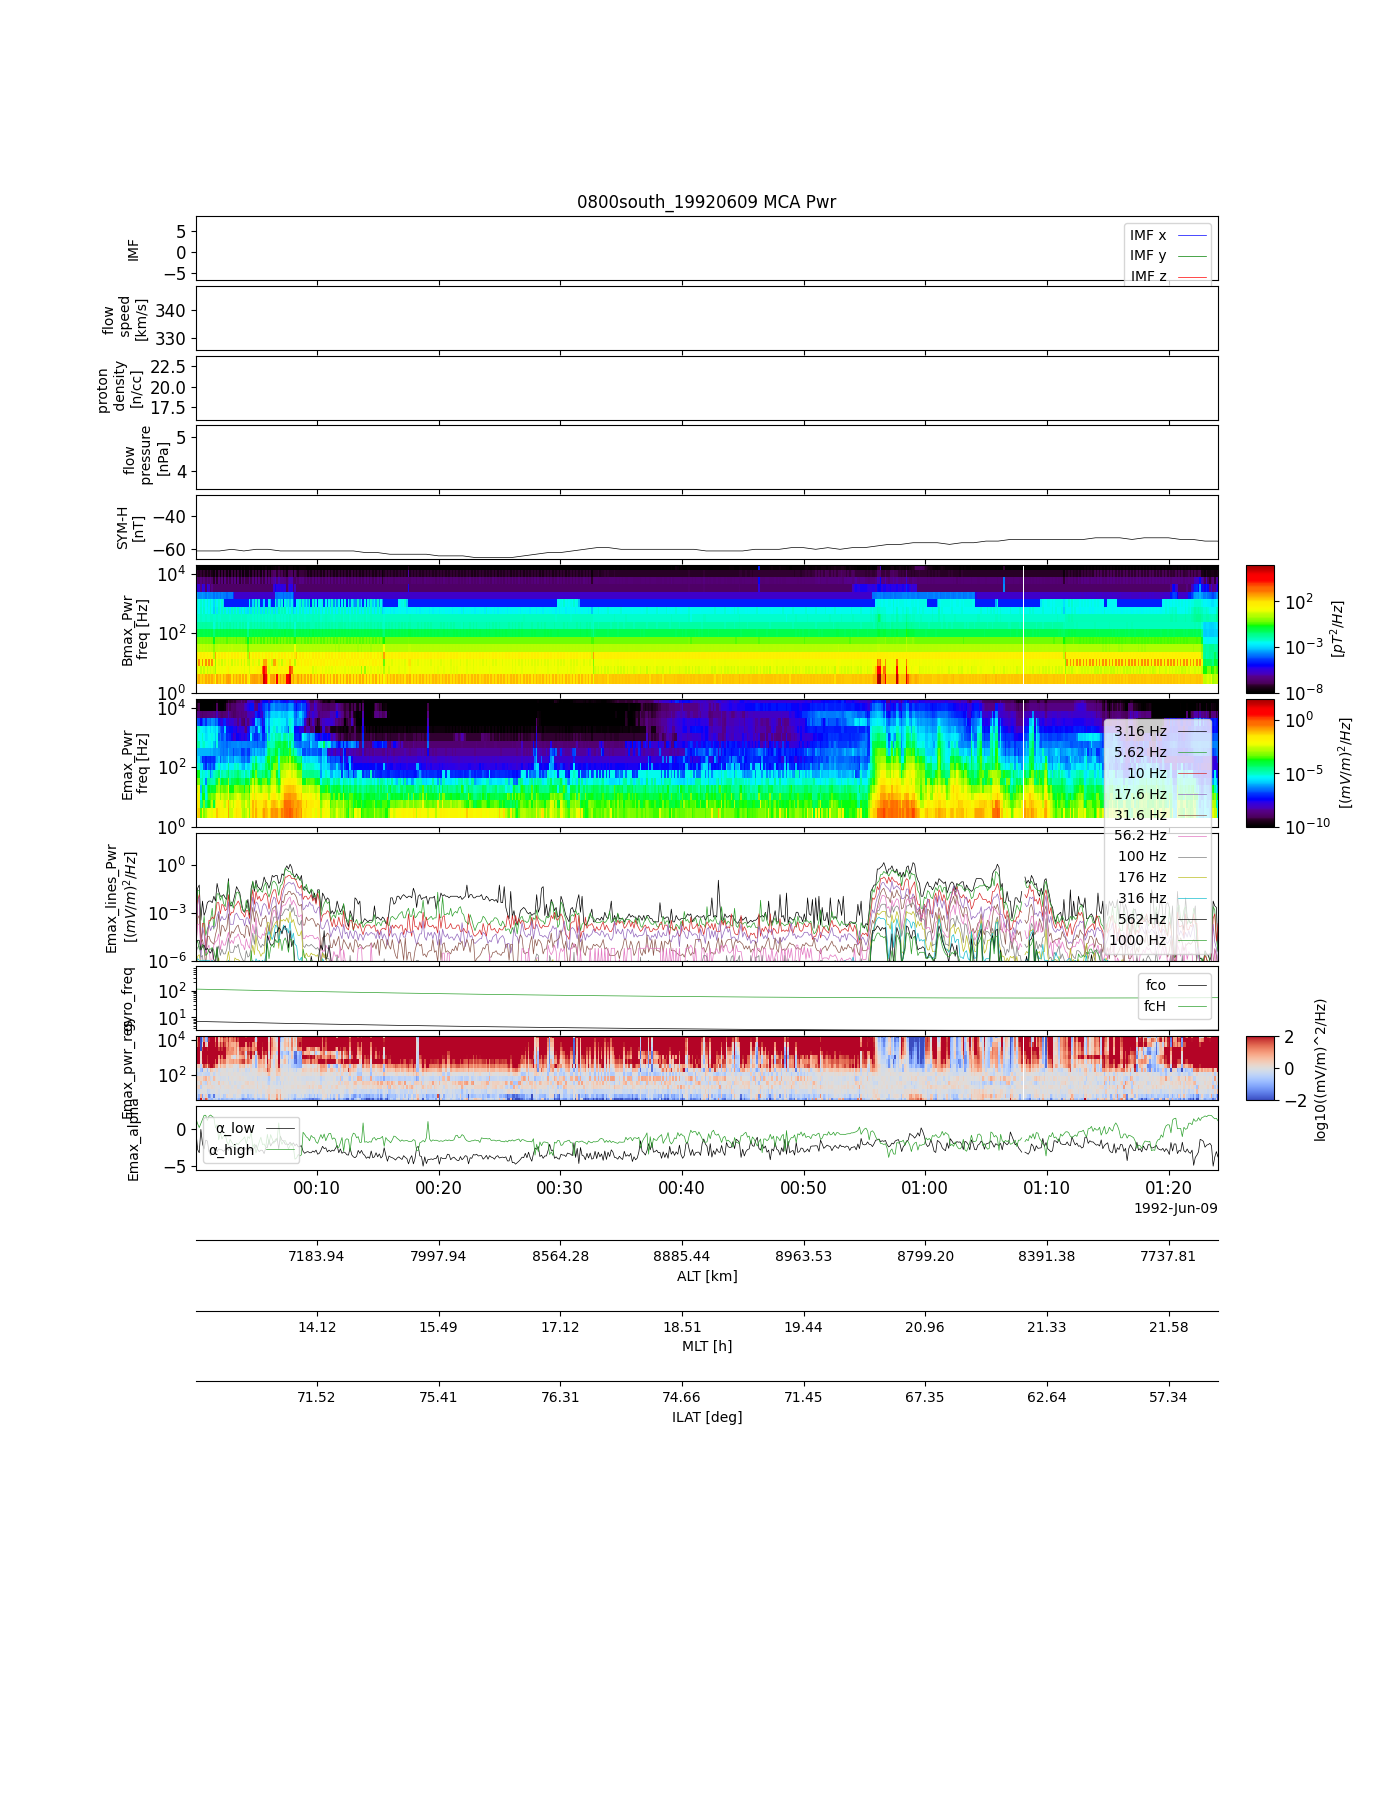 0800south_19920609 MCA Pwr
IMF
5
0
−5
IMF x
IMF y
IMF z
flow
speed
[km/s]
340
330
proton
density
[n/cc]
22.5
20.0
17.5
flow
pressure
[nPa]
5
4
SYM-H
[nT]
−40
−60
Bmax_Pwr
freq [Hz]
10^4
10^2
10^0
10^2
10^−3
10^−8
[pT^2/Hz]
Emax_Pwr
freq [Hz]
10^4
10^2
10^0
10^0
10^−5
10^−10
[(mV/m)^2/Hz]
3.16 Hz
5.62 Hz
10 Hz
17.6 Hz
31.6 Hz
56.2 Hz
100 Hz
176 Hz
316 Hz
562 Hz
1000 Hz
Emax_lines_Pwr
[(mV/m)^2/Hz]
10^0
10^−3
10^−6
gyro_freq
10^2
10^1
fco
fcH
Emax_pwr_reg
10^4
10^2
2
0
−2
log10((mV/m)^2/Hz)
Emax_alpha
0
−5
α_low
α_high
00:10 00:20 00:30 00:40 00:50 01:00 01:10 01:20
1992-Jun-09
7183.94 7997.94 8564.28 8885.44 8963.53 8799.20 8391.38 7737.81
ALT [km]
14.12 15.49 17.12 18.51 19.44 20.96 21.33 21.58
MLT [h]
71.52 75.41 76.31 74.66 71.45 67.35 62.64 57.34
ILAT [deg]